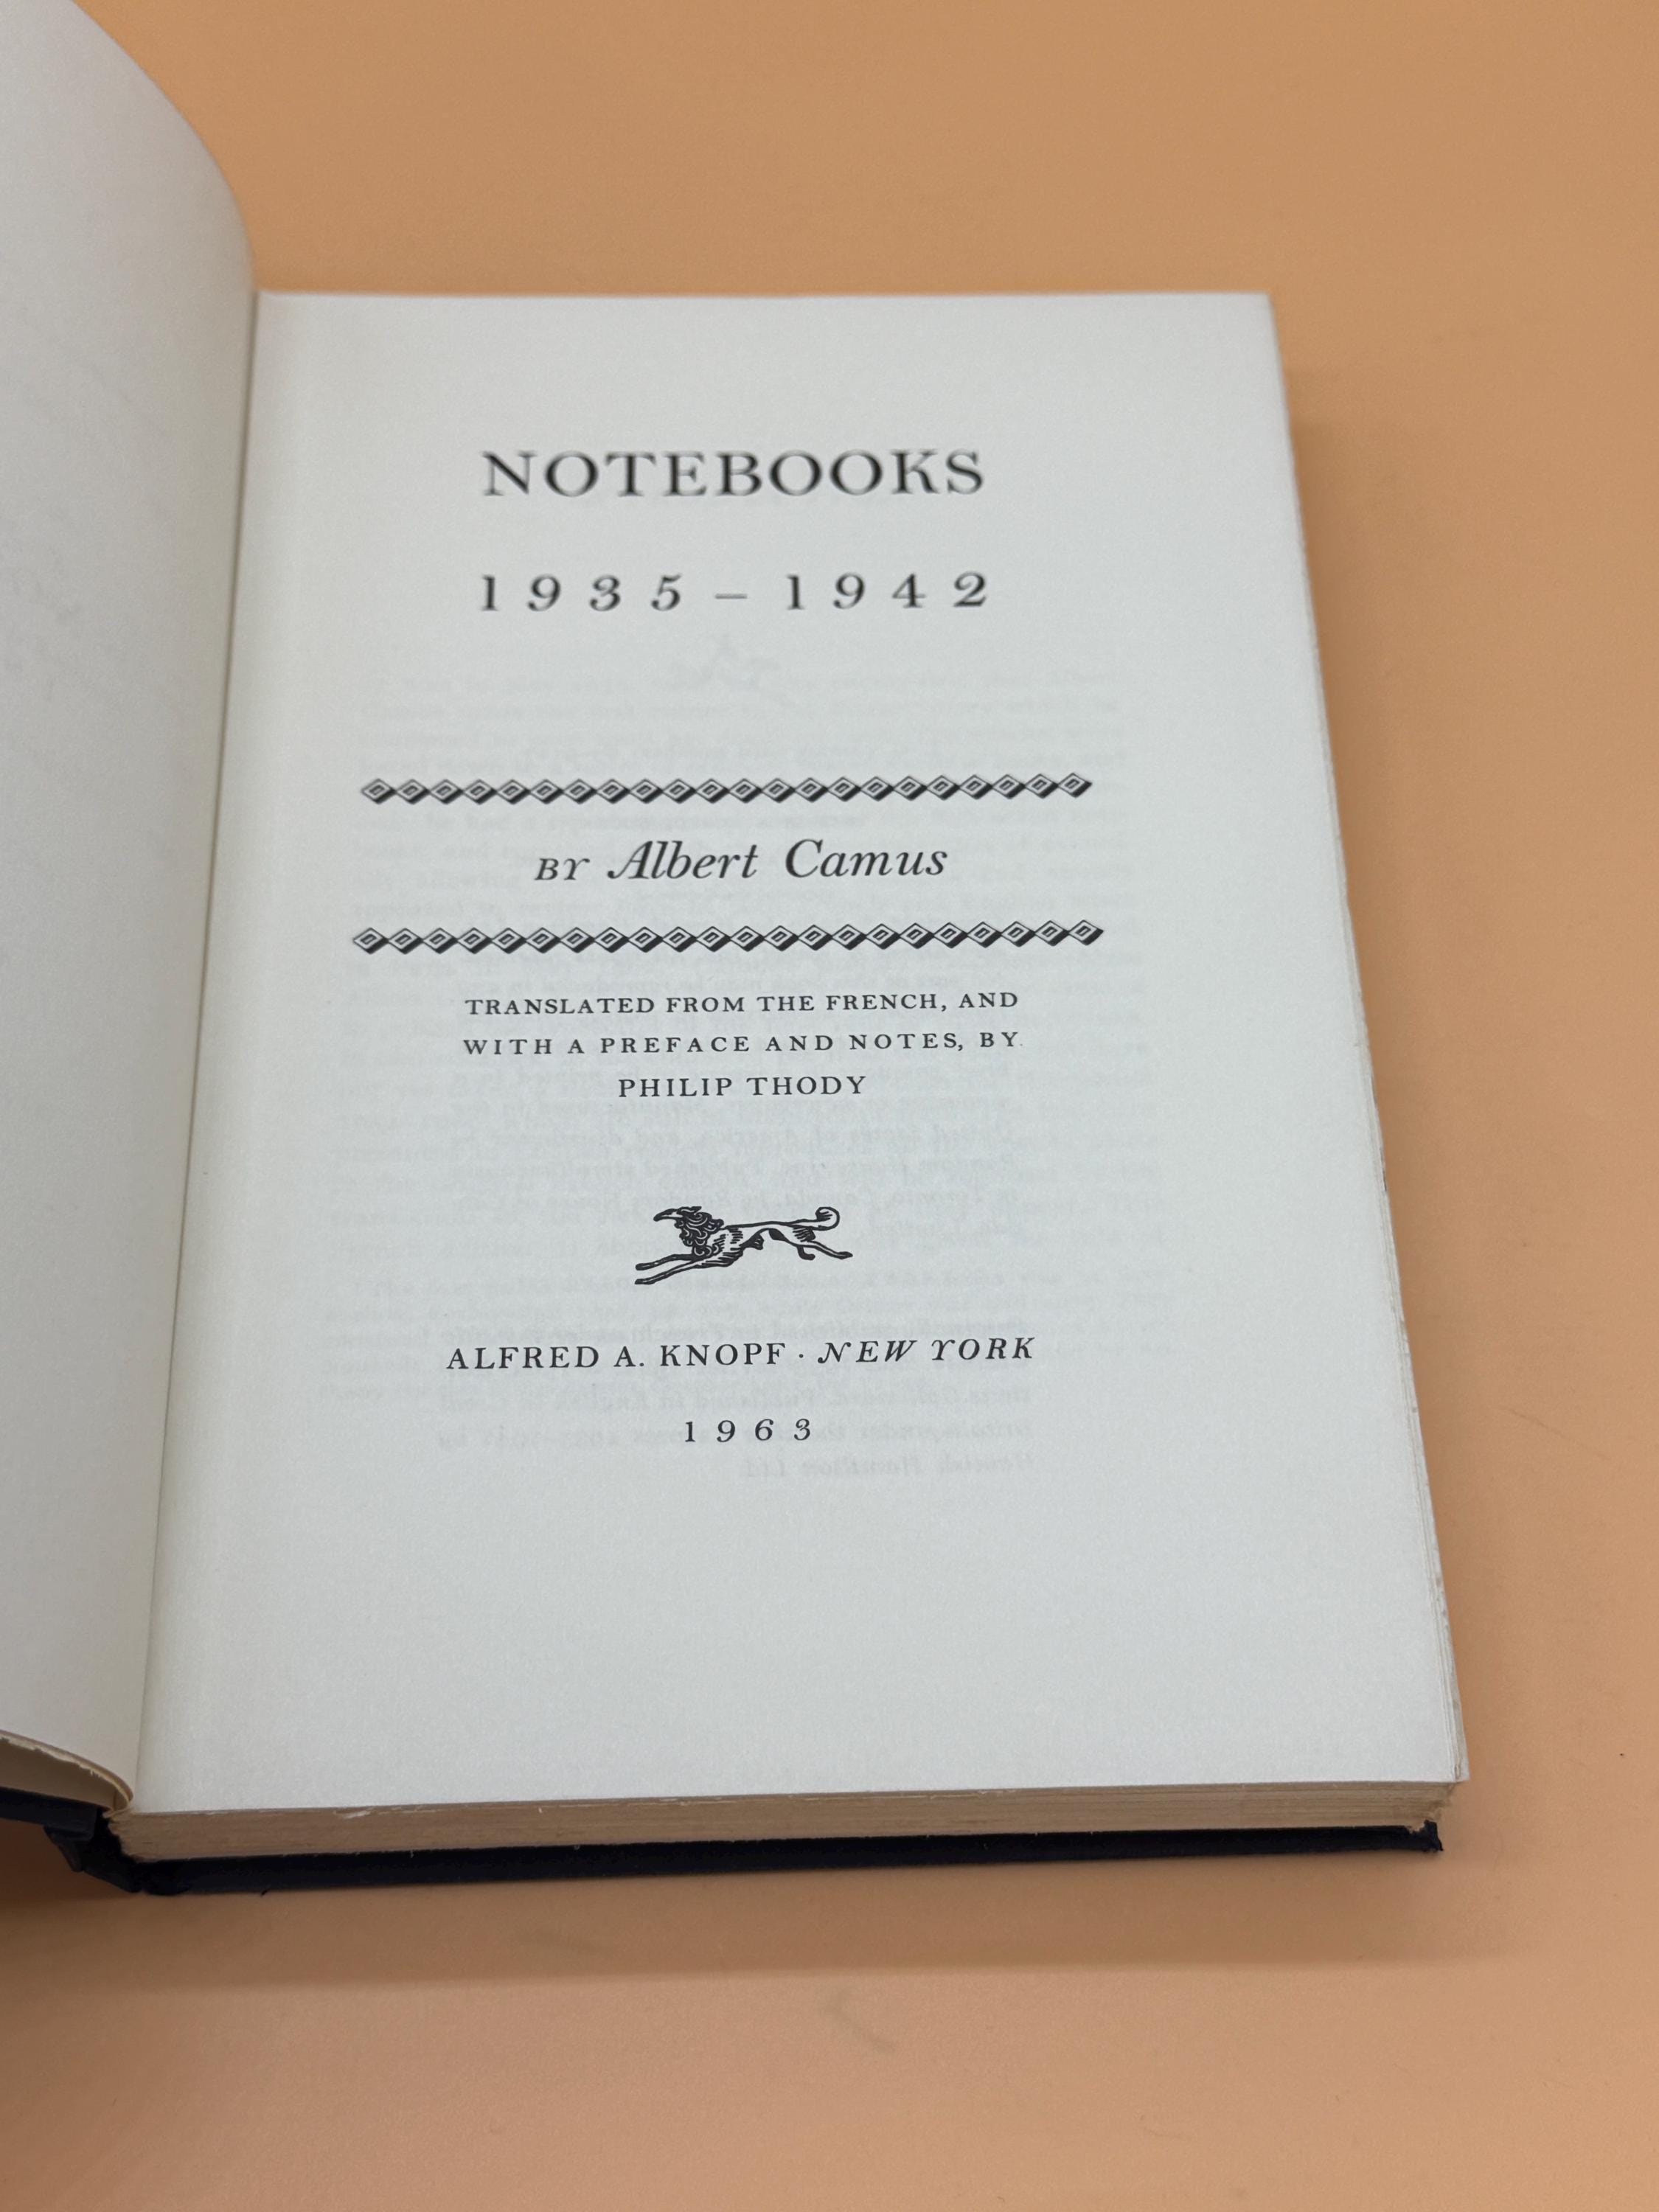 NOTEBOOKS
1935–1942
BY Albert Camus
TRANSLATED FROM THE FRENCH, AND
WITH A PREFACE AND NOTES, BY
PHILIP THODY
ALFRED A. KNOPF · NEW YORK
1963